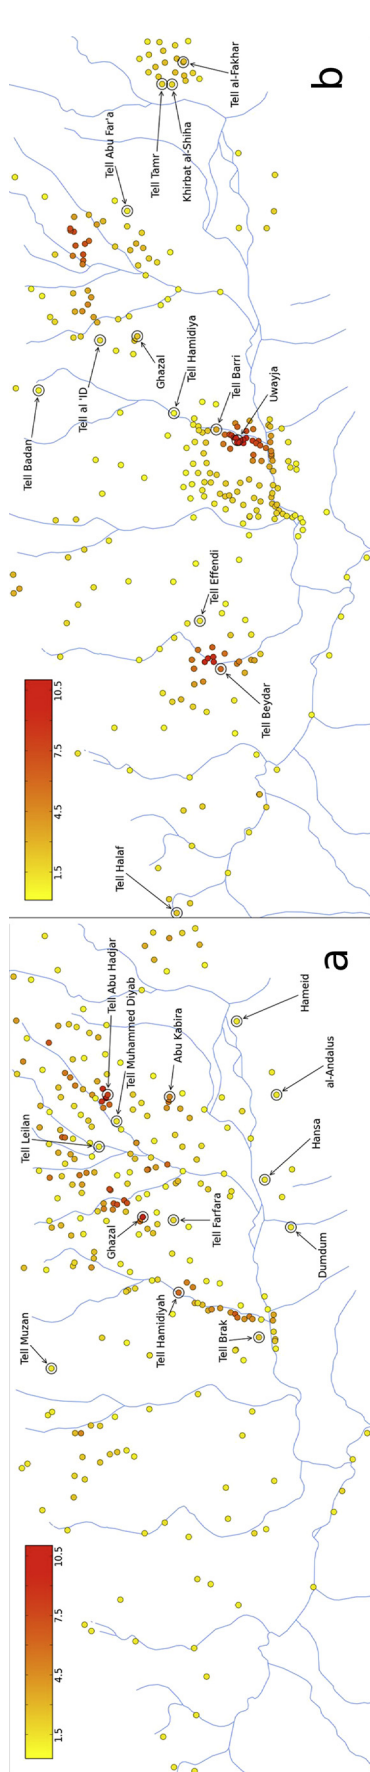 1.5 4.5 7.5 10.5
Tell Muzan
Tell Leilan
Tell Abu Hadjar
Tell Muhammed Diyab
Ghazal
Tell Hamidiyah
Abu Kabira
Tell Farfara
Tell Brak
Hameid
Hansa
al-Andalus
Dumdum
a
1.5 4.5 7.5 10.5
Tell Badan
Tell al 'ID
Tell Abu Far'a
Tell Halaf
Tell Tamr
Ghazal
Khirbat al-Shiha
Tell Hamidiya
Tell Effendi
Tell al-Fakhar
Tell Barri
Tell Beydar
Uwayja
b